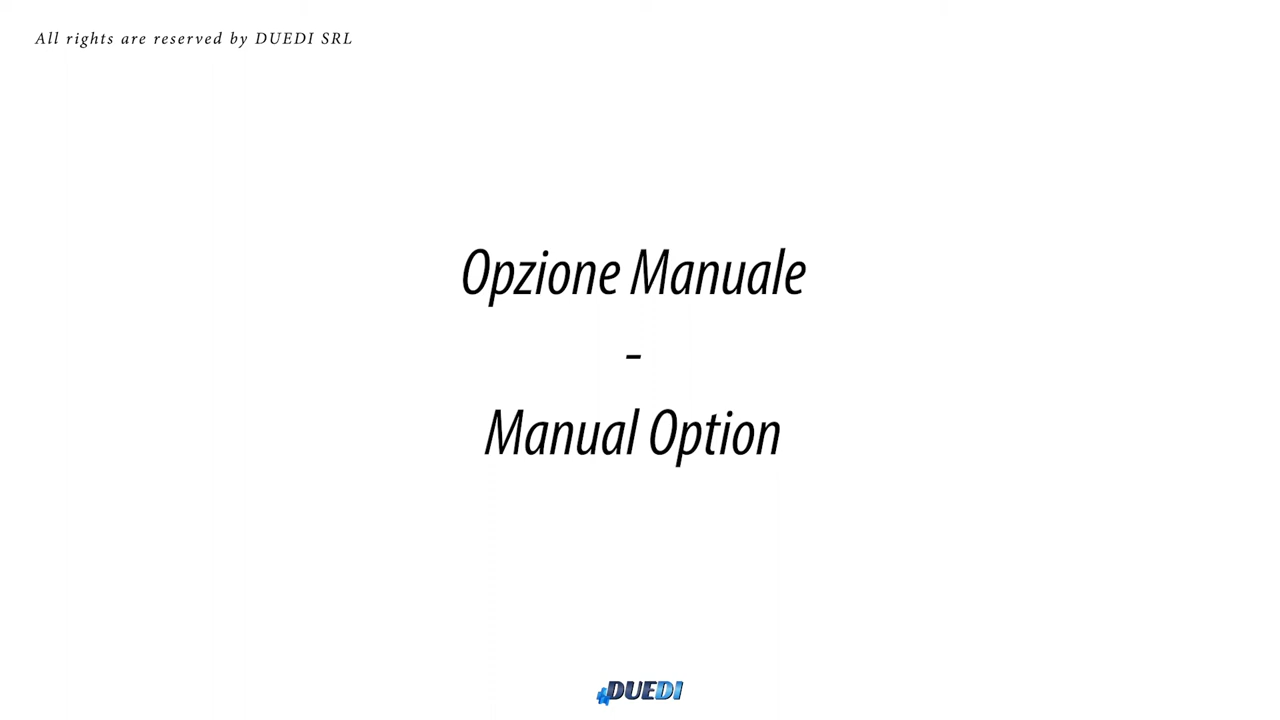 All rights are reserved by DUEDI SRL
Opzione Manuale
-
Manual Option
DUEDI